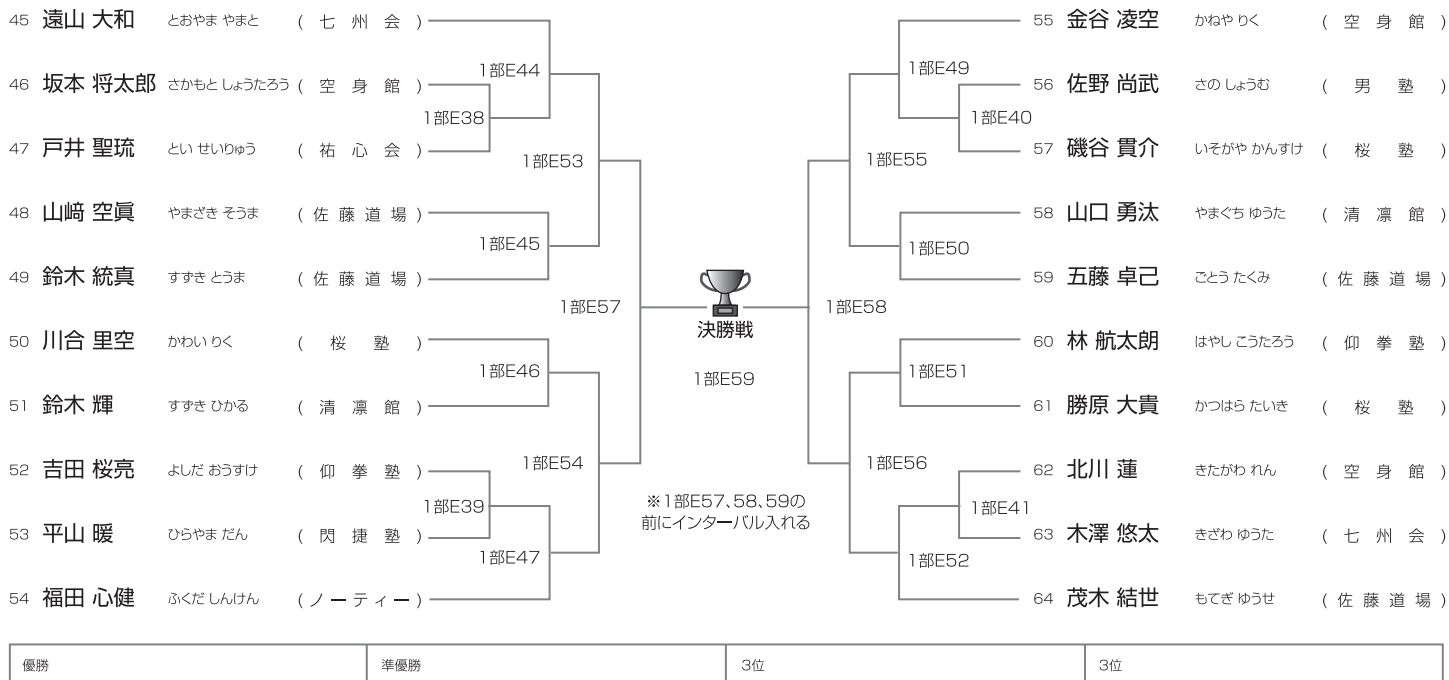 45 遠山 大和 とおやま やまと (七州会)
46 坂本 将太郎 さかもと しょうたろう (空身館)
47 戸井 聖琉 とい せいりゅう (祐心会)
48 山﨑 空眞 やまざき そうま (佐藤道場)
49 鈴木 統真 すずき とうま (佐藤道場)
50 川合 里空 かわい りく (桜塾)
51 鈴木 輝 すずき ひかる (清凛館)
52 吉田 桜亮 よしだ おうすけ (仰拳塾)
53 平山 暖 ひらやま だん (閃捷塾)
54 福田 心健 ふくだ しんけん (ノーティー)
1部E44
1部E38
1部E53
1部E45
1部E57
1部E46
1部E54
1部E39
1部E47
決勝戦
1部E59
※1部E57、58、59の
前にインターバル入れる
1部E49
1部E40
1部E55
1部E50
1部E58
1部E51
1部E56
1部E41
1部E52
55 金谷 凌空 かねや りく (空身館)
56 佐野 尚武 さの しょうむ (男塾)
57 磯谷 貫介 いそがや かんすけ (桜塾)
58 山口 勇汰 やまぐち ゆうた (清凛館)
59 五藤 卓己 ごとう たくみ (佐藤道場)
60 林 航太朗 はやし こうたろう (仰拳塾)
61 勝原 大貴 かつはら たいき (桜塾)
62 北川 蓮 きたがわ れん (空身館)
63 木澤 悠太 きざわ ゆうた (七州会)
64 茂木 結世 もてぎ ゆうせ (佐藤道場)
優勝 準優勝 3位 3位